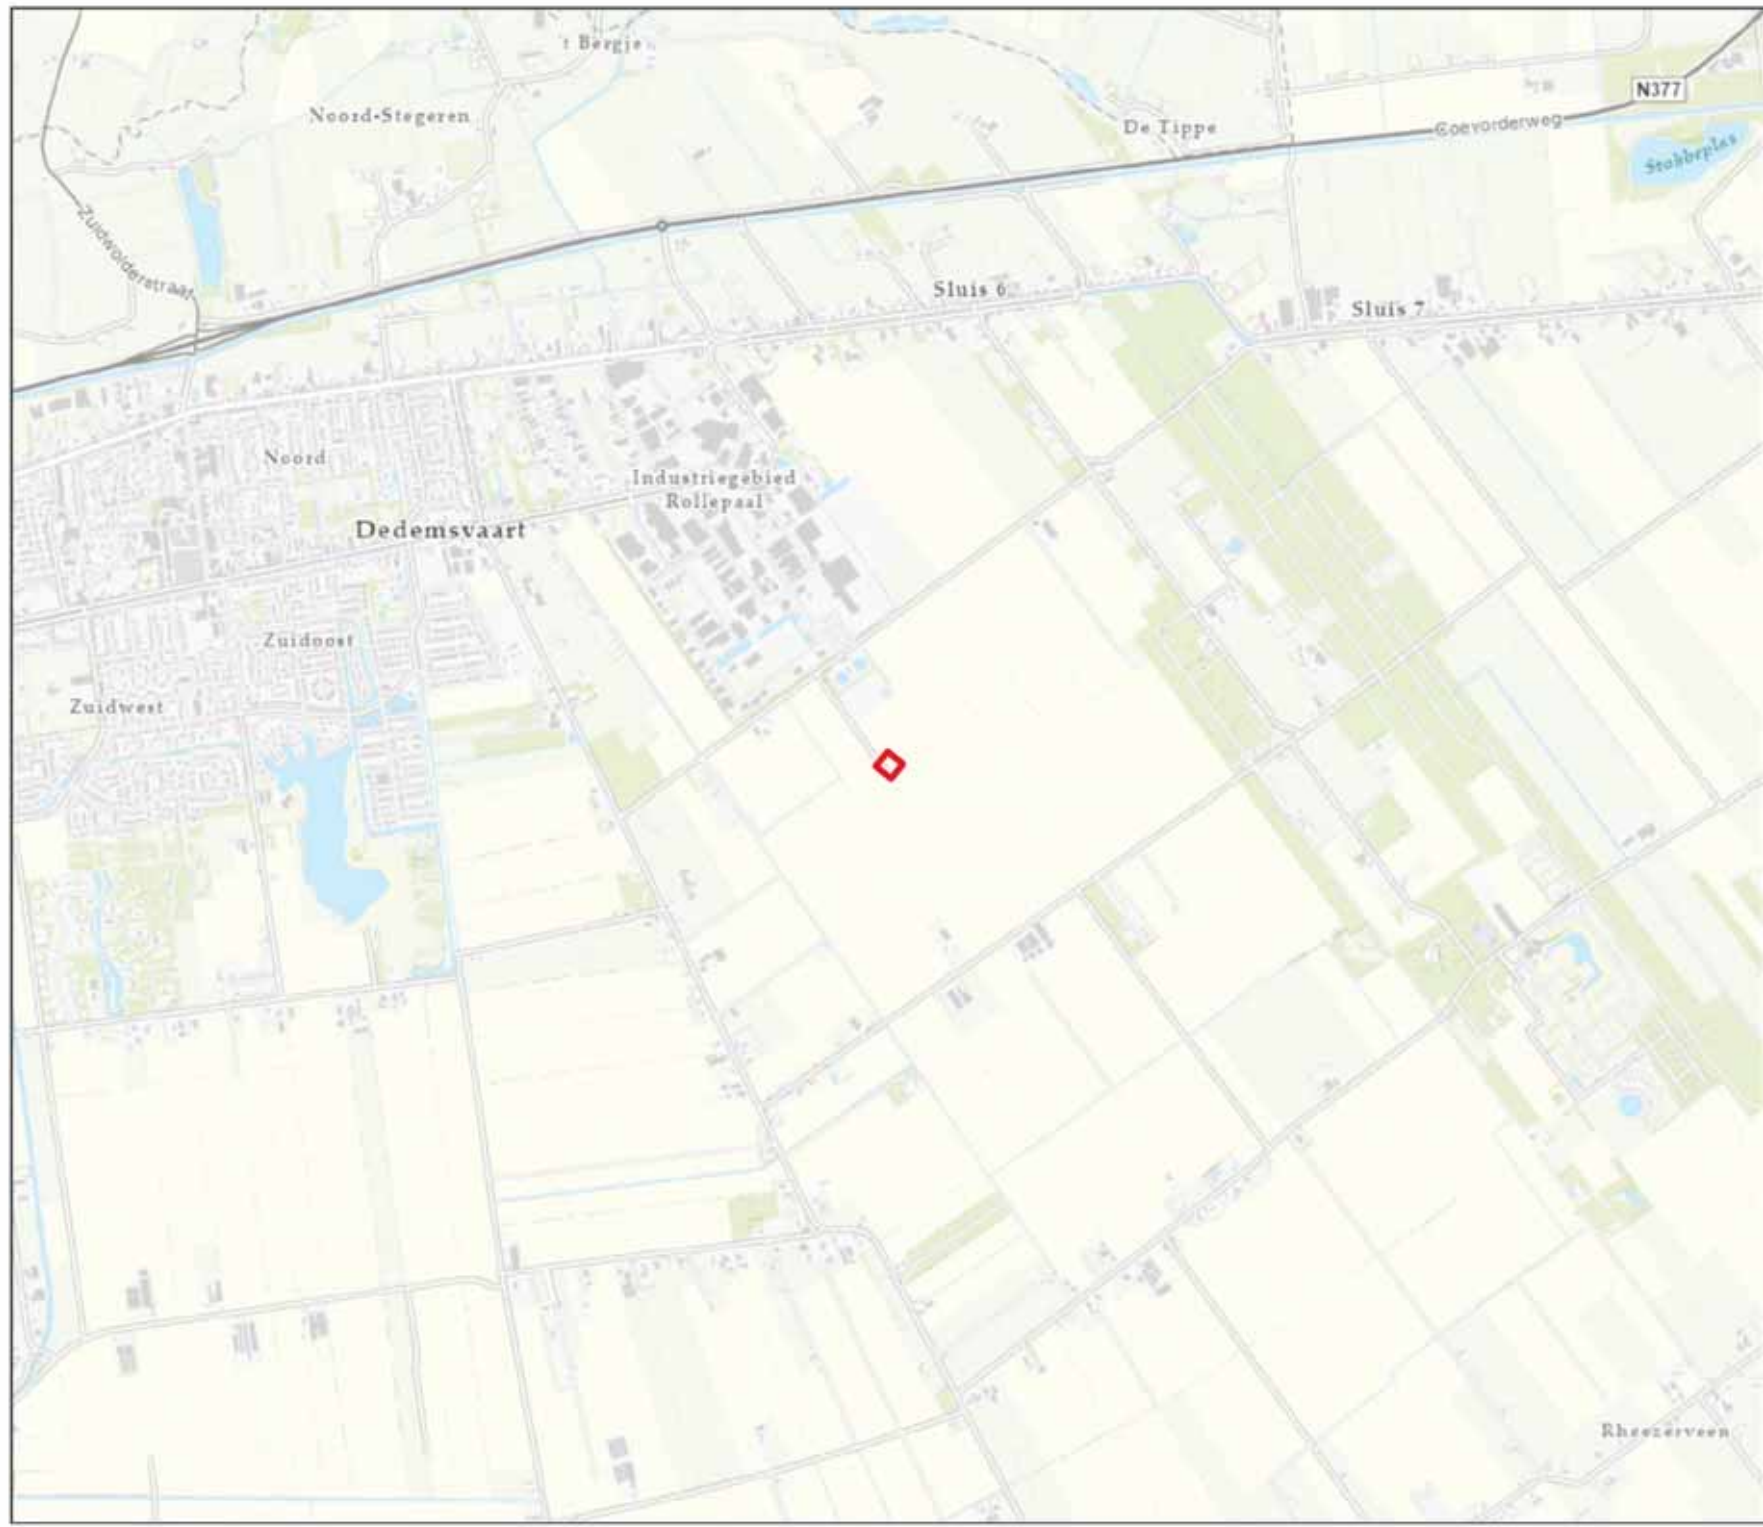 't Bergje
Noord-Stegeren
De Tippe
N377
Coevorderweg
Stobbeplas
Zuidwolderstraat
Sluis 6
Sluis 7
Noord
Industriegebied
Rollepaal
Dedemsvaart
Zuidoost
Zuidwest
Rheezerveen